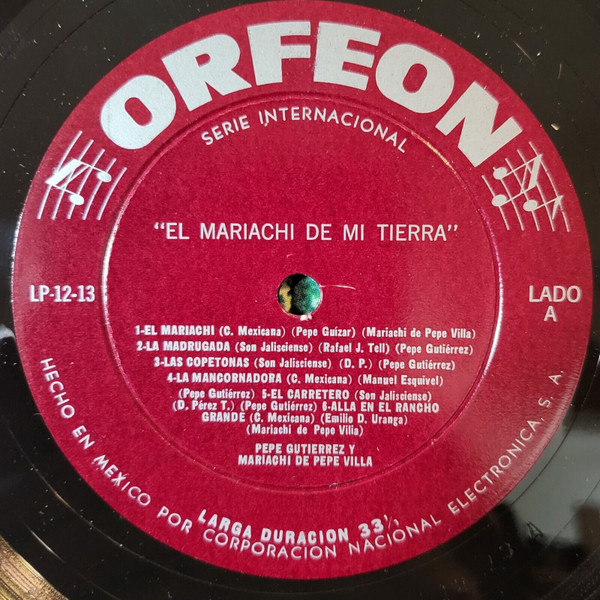 ORFEON
SERIE INTERNACIONAL
"EL MARIACHI DE MI TIERRA"
LP-12-13
LADO
A
1-EL MARIACHI (C. Mexicana) (Pepe Guízar) (Mariachi de Pepe Villa)
2-LA MADRUGADA (Son Jalisciense) (Rafael J. Tell) (Pepe Gutiérrez)
3-LAS COPETONAS (Son Jalisciense) (D. P.) (Pepe Gutiérrez)
4-LA MANCORNADORA (C. Mexicana) (Manuel Esquivel)
(Pepe Gutiérrez) 5-EL CARRETERO (Son Jalisciense)
(D. Pérez T.) (Pepe Gutiérrez) 6-ALLA EN EL RANCHO
GRANDE (C. Mexicana) (Emilio D. Uranga)
(Mariachi de Pepe Villa)
PEPE GUTIERREZ Y
MARIACHI DE PEPE VILLA
LARGA DURACION 33⅓
HECHO EN MEXICO POR CORPORACION NACIONAL ELECTRONICA, S. A.